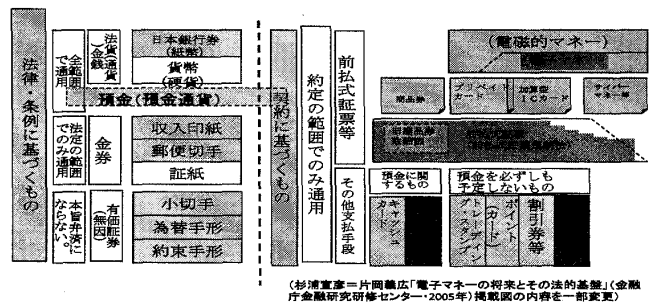 法律・条例に基づくもの
全範囲で通用
法貨・通貨(金銭)
日本銀行券(紙幣)
貨幣(硬貨)
預金(預金通貨)
法定の範囲でのみ通用
金券
収入印紙
郵便切手
証紙
本旨弁済にならない。
有価証券(無因)
小切手
為替手形
約束手形
契約に基づくもの
約定の範囲でのみ通用
前払式証票等
(電磁的マネー)
商品券
プリペイドカード
加算型ICカード
サイバーマネー等
その他支払手段
預金に関するもの
キャッシュカード
預金を必ずしも予定しないもの
トレーディング・スタンプ
ポイント(カード)
割引券等
(杉浦宣彦=片岡義広「電子マネーの将来とその法的基盤」(金融
庁金融研究研修センター・2005年)掲載図の内容を一部変更)